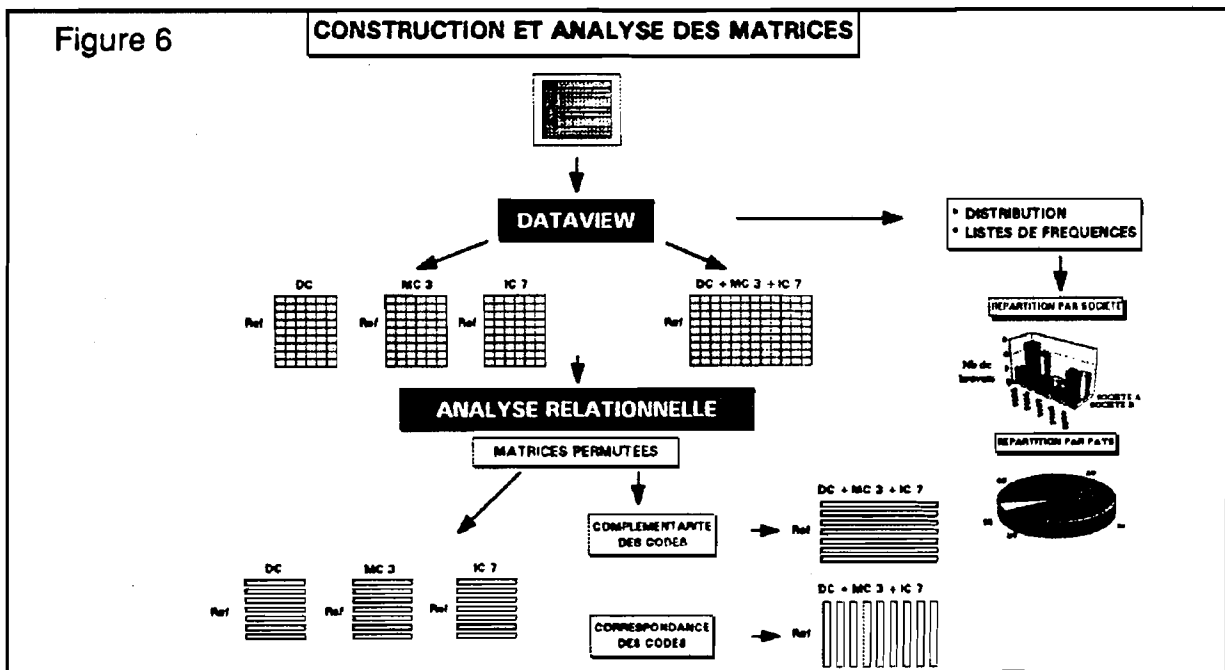 Figure 6
CONSTRUCTION ET ANALYSE DES MATRICES
DATAVIEW
• DISTRIBUTION
• LISTES DE FREQUENCES
DC
MC 3
IC 7
DC + MC 3 + IC 7
Ref
Ref
Ref
Ref
REPARTITION PAR SOCIETE
Nb de
brevets
SOCIETE A
SOCIETE B
ANALYSE RELATIONNELLE
MATRICES PERMUTEES
REPARTITION PAR PAYS
COMPLEMENTARITE
DES CODES
DC + MC 3 + IC 7
Ref
DC
MC 3
IC 7
Ref
Ref
Ref
CORRESPONDANCE
DES CODES
DC + MC 3 + IC 7
Ref